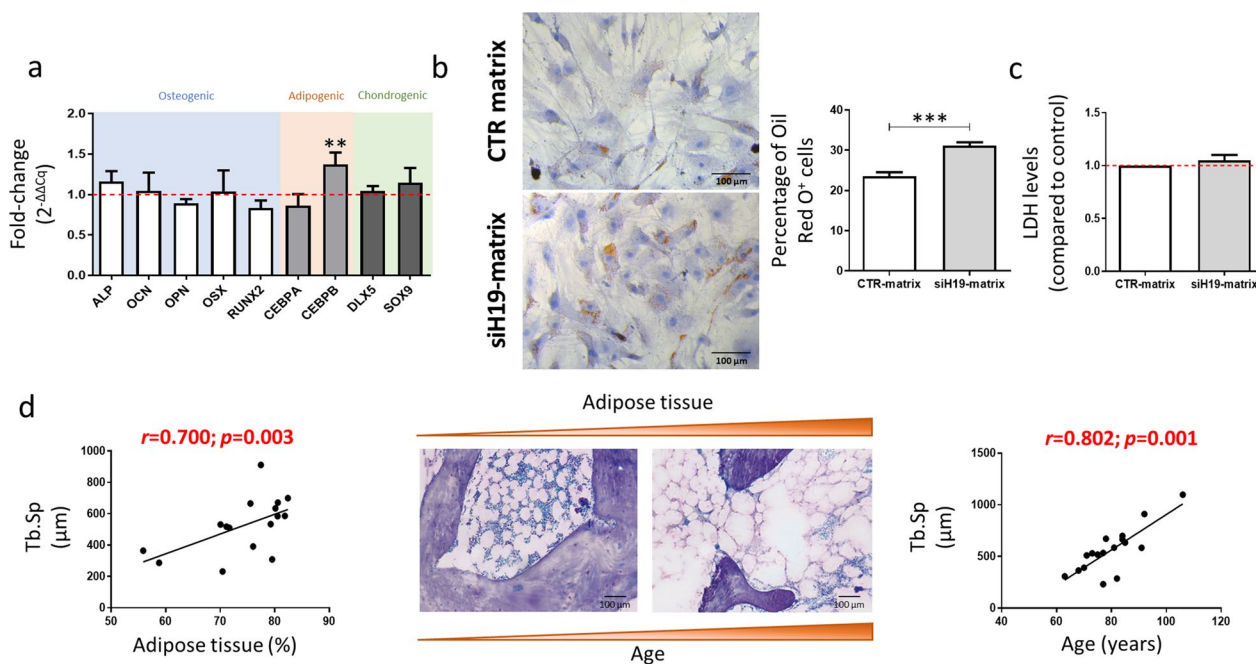 a
Osteogenic
Adipogenic
Chondrogenic
Fold-change
(2^-ΔΔCq)
2.0
1.5
1.0
0.5
0.0
**
ALP
OCN
OPN
OSX
RUNX2
CEBPA
CEBPB
DLX5
SOX9
b
CTR matrix
100 µm
siH19-matrix
100 µm
Percentage of Oil
Red O⁺ cells
40
30
20
10
0
***
CTR-matrix
siH19-matrix
c
LDH levels
(compared to control)
1.5
1.0
0.5
0.0
CTR-matrix
siH19-matrix
d
r=0.700; p=0.003
Tb.Sp
(µm)
1000
800
600
400
200
0
50
60
70
80
90
Adipose tissue (%)
Adipose tissue
100 µm
100 µm
Age
r=0.802; p=0.001
Tb.Sp
(µm)
1500
1000
500
0
40
60
80
100
120
Age (years)